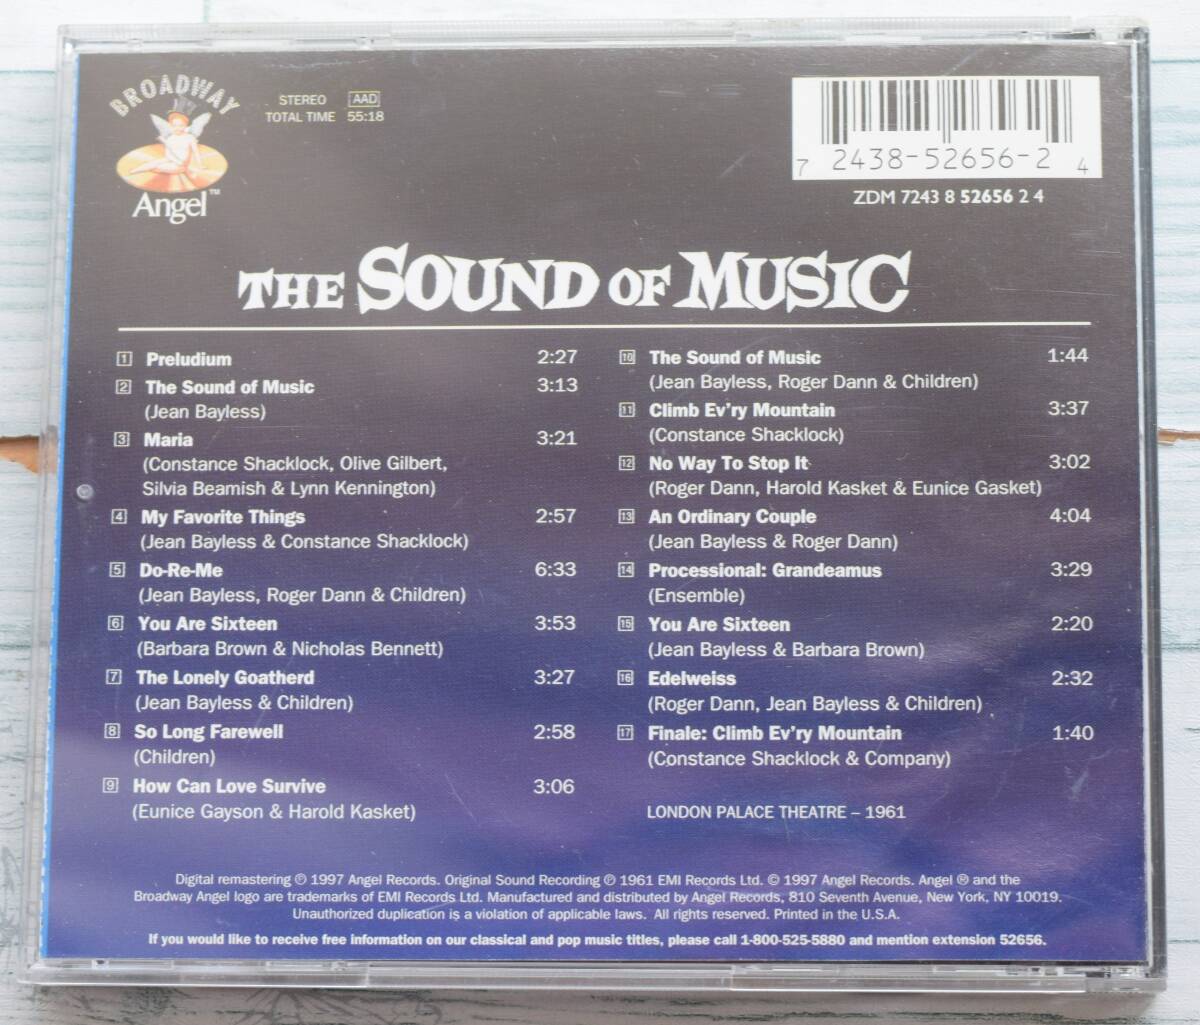 BROADWAY
Angel™
STEREO AAD
TOTAL TIME 55:18
7 2438-52656-2 4
ZDM 7243 8 52656 2 4
THE SOUND OF MUSIC
1 Preludium 2:27
2 The Sound of Music 3:13
(Jean Bayless)
3 Maria 3:21
(Constance Shacklock, Olive Gilbert,
Silvia Beamish & Lynn Kennington)
4 My Favorite Things 2:57
(Jean Bayless & Constance Shacklock)
5 Do-Re-Me 6:33
(Jean Bayless, Roger Dann & Children)
6 You Are Sixteen 3:53
(Barbara Brown & Nicholas Bennett)
7 The Lonely Goatherd 3:27
(Jean Bayless & Children)
8 So Long Farewell 2:58
(Children)
9 How Can Love Survive 3:06
(Eunice Gayson & Harold Kasket)
10 The Sound of Music 1:44
(Jean Bayless, Roger Dann & Children)
11 Climb Ev'ry Mountain 3:37
(Constance Shacklock)
12 No Way To Stop It 3:02
(Roger Dann, Harold Kasket & Eunice Gasket)
13 An Ordinary Couple 4:04
(Jean Bayless & Roger Dann)
14 Processional: Grandeamus 3:29
(Ensemble)
15 You Are Sixteen 2:20
(Jean Bayless & Barbara Brown)
16 Edelweiss 2:32
(Roger Dann, Jean Bayless & Children)
17 Finale: Climb Ev'ry Mountain 1:40
(Constance Shacklock & Company)
LONDON PALACE THEATRE – 1961
Digital remastering ℗ 1997 Angel Records. Original Sound Recording ℗ 1961 EMI Records Ltd. © 1997 Angel Records. Angel ® and the
Broadway Angel logo are trademarks of EMI Records Ltd. Manufactured and distributed by Angel Records, 810 Seventh Avenue, New York, NY 10019.
Unauthorized duplication is a violation of applicable laws. All rights reserved. Printed in the U.S.A.
If you would like to receive free information on our classical and pop music titles, please call 1-800-525-5880 and mention extension 52656.